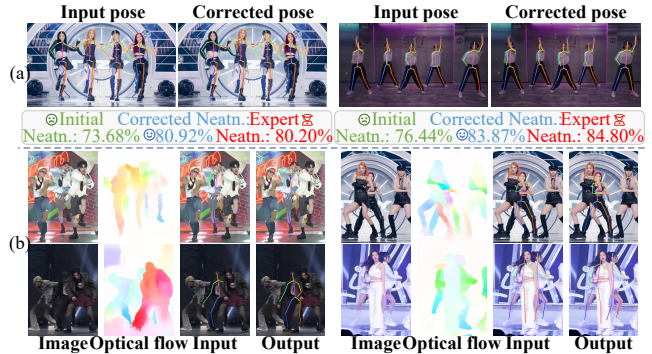 Input pose Corrected pose Input pose Corrected pose
(a)
Initial Corrected Neatn.: Expert Initial Corrected Neatn.: Expert
Neatn.: 73.68% 80.92% Neatn.: 80.20% Neatn.: 76.44% 83.87% Neatn.: 84.80%
(b)
Image Optical flow Input Output Image Optical flow Input Output